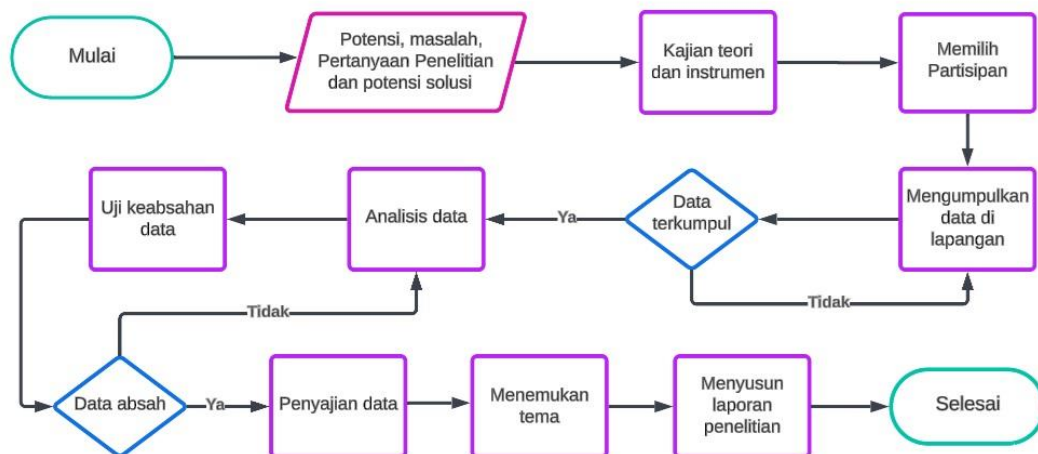 Mulai
Potensi, masalah,
Pertanyaan Penelitian
dan potensi solusi
Kajian teori
dan instrumen
Memilih
Partisipan
Mengumpulkan
data di
lapangan
Data
terkumpul
Tidak
Ya
Analisis data
Uji keabsahan
data
Data absah
Tidak
Ya
Penyajian data
Menemukan
tema
Menyusun
laporan
penelitian
Selesai